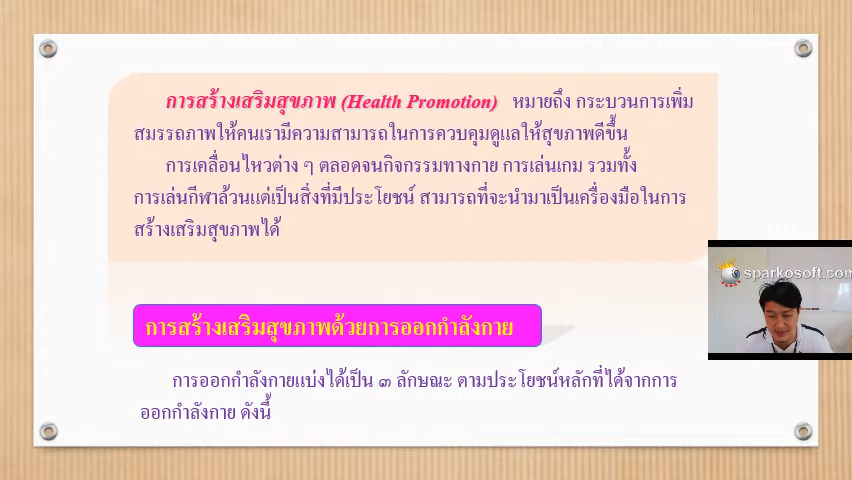 การสร้างเสริมสุขภาพ (Health Promotion) หมายถึง กระบวนการเพิ่ม
สมรรถภาพให้คนเรามีความสามารถในการควบคุมดูแลให้สุขภาพดีขึ้น
การเคลื่อนไหวต่าง ๆ ตลอดจนกิจกรรมทางกาย การเล่นเกม รวมทั้ง
การเล่นกีฬาล้วนแต่เป็นสิ่งที่มีประโยชน์ สามารถที่จะนำมาเป็นเครื่องมือในการ
สร้างเสริมสุขภาพได้
sparkosoft.com
การสร้างเสริมสุขภาพด้วยการออกกำลังกาย
การออกกำลังกายแบ่งได้เป็น ๓ ลักษณะ ตามประโยชน์หลักที่ได้จากการ
ออกกำลังกาย ดังนี้